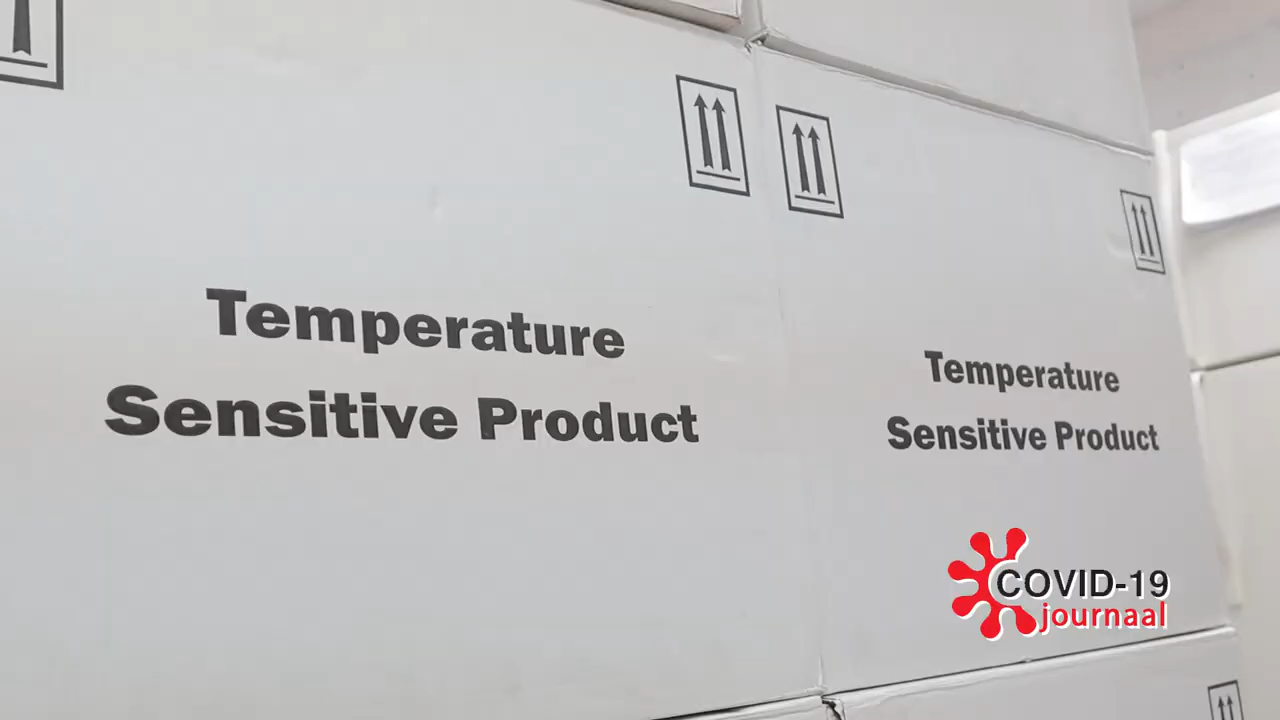 Temperature
Sensitive Product
Temperature
Sensitive Product
COVID-19
journaal